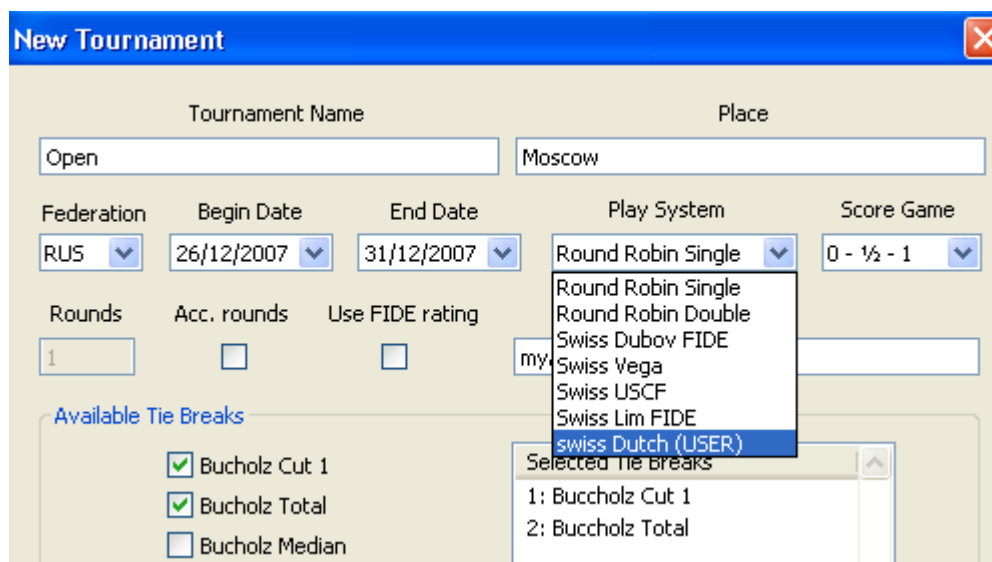 New Tournament
Tournament Name Place
Open Moscow
Federation Begin Date End Date Play System Score Game
RUS 26/12/2007 31/12/2007 Round Robin Single 0 - ½ - 1
Round Robin Single
Round Robin Double
Swiss Dubov FIDE
Swiss Vega
Swiss USCF
Swiss Lim FIDE
swiss Dutch (USER)
Rounds Acc. rounds Use FIDE rating
1
Available Tie Breaks
Selected Tie Breaks
Bucholz Cut 1
Bucholz Total
Bucholz Median
1: Buccholz Cut 1
2: Buccholz Total